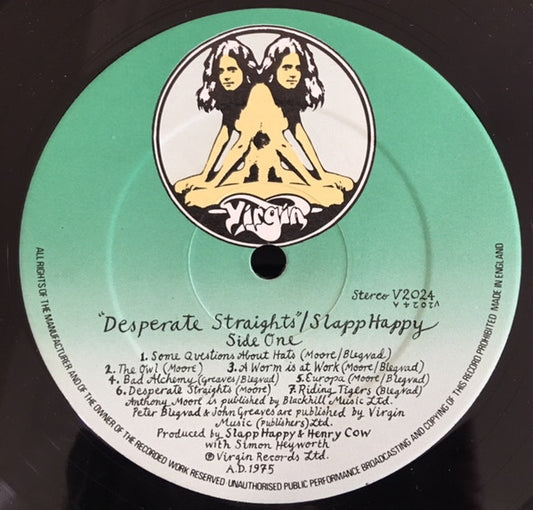 Virgin
Stereo V2024
"Desperate Straights"/SlappHappy
Side One
1. Some Questions About Hats (Moore/Blegvad)
2. The Owl (Moore) 3. A Worm is at Work (Moore/Blegvad)
4. Bad Alchemy (Greaves/Blegvad) 5. Europa (Moore/Blegvad)
6. Desperate Straights (Moore) 7. Riding Tigers (Blegvad)
Anthony Moore is published by Blackhill Music Ltd.
Peter Blegvad & John Greaves are published by Virgin
Music (Publishers) Ltd.
Produced by SlappHappy & Henry Cow
with Simon Heyworth
℗ Virgin Records Ltd.
A.D. 1975
ALL RIGHTS OF THE MANUFACTURER AND OF THE OWNER OF THE RECORDED WORK RESERVED UNAUTHORISED PUBLIC PERFORMANCE BROADCASTING AND COPYING OF THIS RECORD PROHIBITED MADE IN ENGLAND